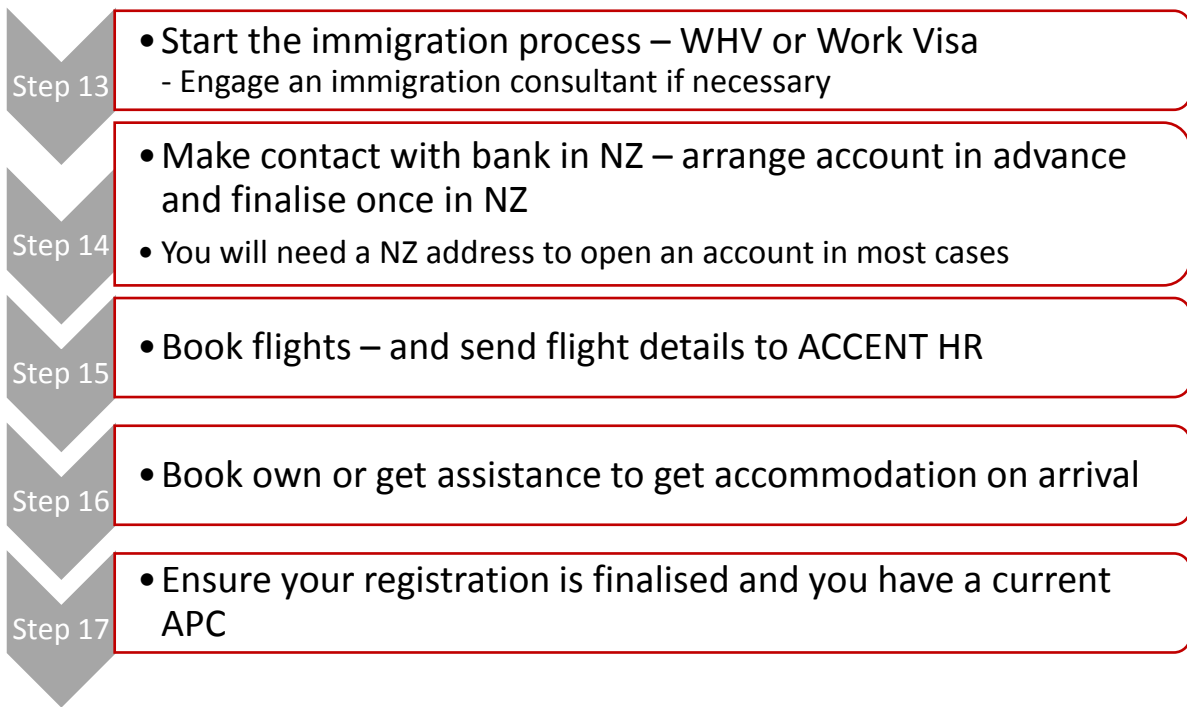 Step 13
• Start the immigration process – WHV or Work Visa
- Engage an immigration consultant if necessary
Step 14
• Make contact with bank in NZ – arrange account in advance
and finalise once in NZ
• You will need a NZ address to open an account in most cases
Step 15
• Book flights – and send flight details to ACCENT HR
Step 16
• Book own or get assistance to get accommodation on arrival
Step 17
• Ensure your registration is finalised and you have a current
APC